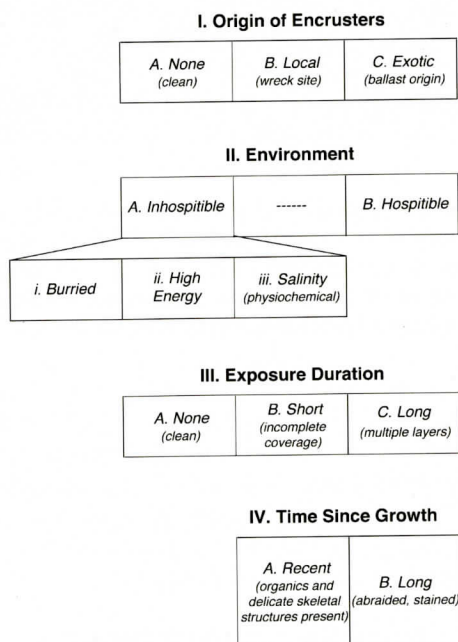 I. Origin of Encrusters
A. None B. Local C. Exotic
(clean) (wreck site) (ballast origin)
II. Environment
A. Inhospitible ------ B. Hospitible
i. Burried ii. High iii. Salinity
Energy (physiochemical)
III. Exposure Duration
A. None B. Short C. Long
(clean) (incomplete (multiple layers)
coverage)
IV. Time Since Growth
A. Recent B. Long
(organics and (abraided, stained)
delicate skeletal
structures present)